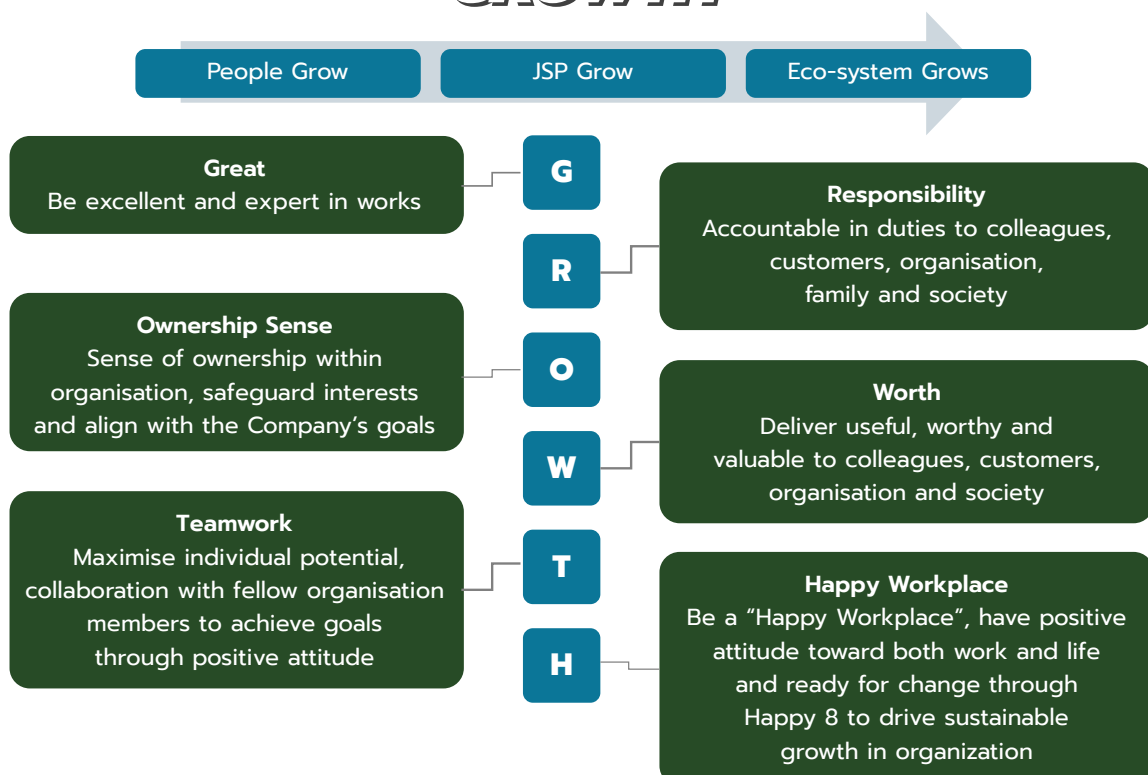 GROWTH
People Grow
JSP Grow
Eco-system Grows
G
Great
Be excellent and expert in works
R
Responsibility
Accountable in duties to colleagues,
customers, organisation,
family and society
O
Ownership Sense
Sense of ownership within
organisation, safeguard interests
and align with the Company’s goals
W
Worth
Deliver useful, worthy and
valuable to colleagues, customers,
organisation and society
T
Teamwork
Maximise individual potential,
collaboration with fellow organisation
members to achieve goals
through positive attitude
H
Happy Workplace
Be a “Happy Workplace”, have positive
attitude toward both work and life
and ready for change through
Happy 8 to drive sustainable
growth in organization